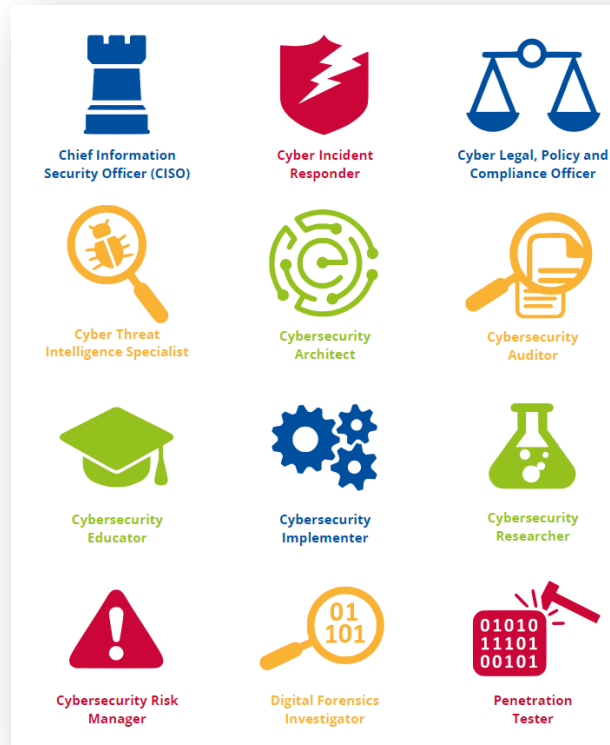 Chief Information
Security Officer (CISO)
Cyber Incident
Responder
Cyber Legal, Policy and
Compliance Officer
Cyber Threat
Intelligence Specialist
Cybersecurity
Architect
Cybersecurity
Auditor
Cybersecurity
Educator
Cybersecurity
Implementer
Cybersecurity
Researcher
Cybersecurity Risk
Manager
01
101
Digital Forensics
Investigator
01010
11101
00101
Penetration
Tester